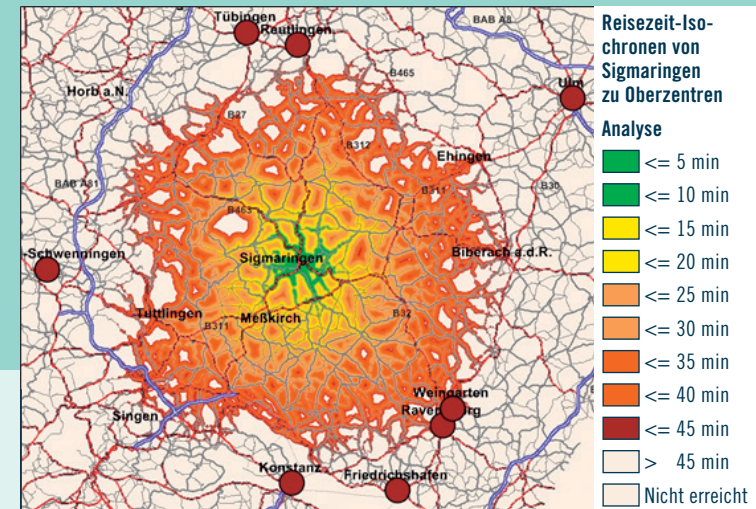 Tübingen
Reutlingen
BAB A8
Horb a.N.
B465
Ulm
B27
B312
Ehingen
BAB A81
B311
B30
B463
-Schwenningen
Sigmaringen
Biberach a.d.R.
Tuttlingen
Meßkirch
B311
B32
Weingarten
Singen
Konstanz
Friedrichshafen
Reisezeit-Iso-
chronen von
Sigmaringen
zu Oberzentren
Analyse
<= 5 min
<= 10 min
<= 15 min
<= 20 min
<= 25 min
<= 30 min
<= 35 min
<= 40 min
<= 45 min
> 45 min
Nicht erreicht